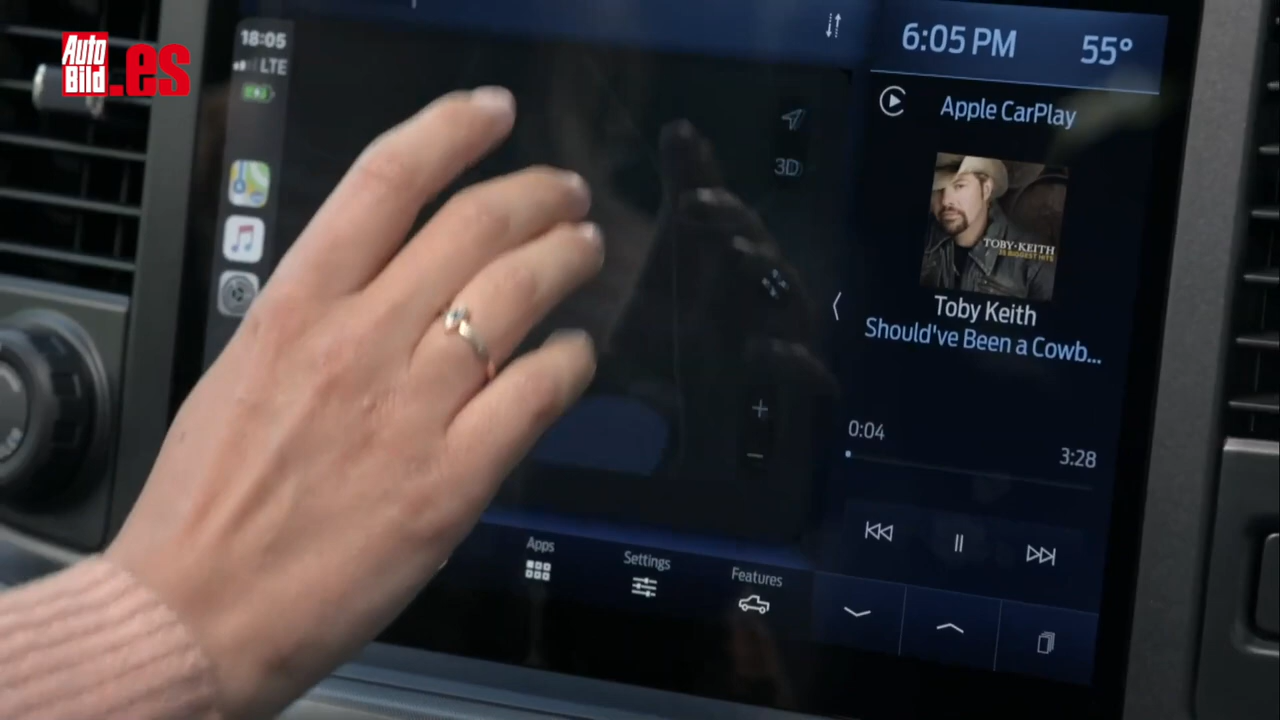 Auto
Bild
.es
18:05
LTE
6:05 PM
55°
Apple CarPlay
3D
TOBY·KEITH
35 BIGGEST HITS
Toby Keith
Should've Been a Cowb...
0:04
3:28
Apps
Settings
Features